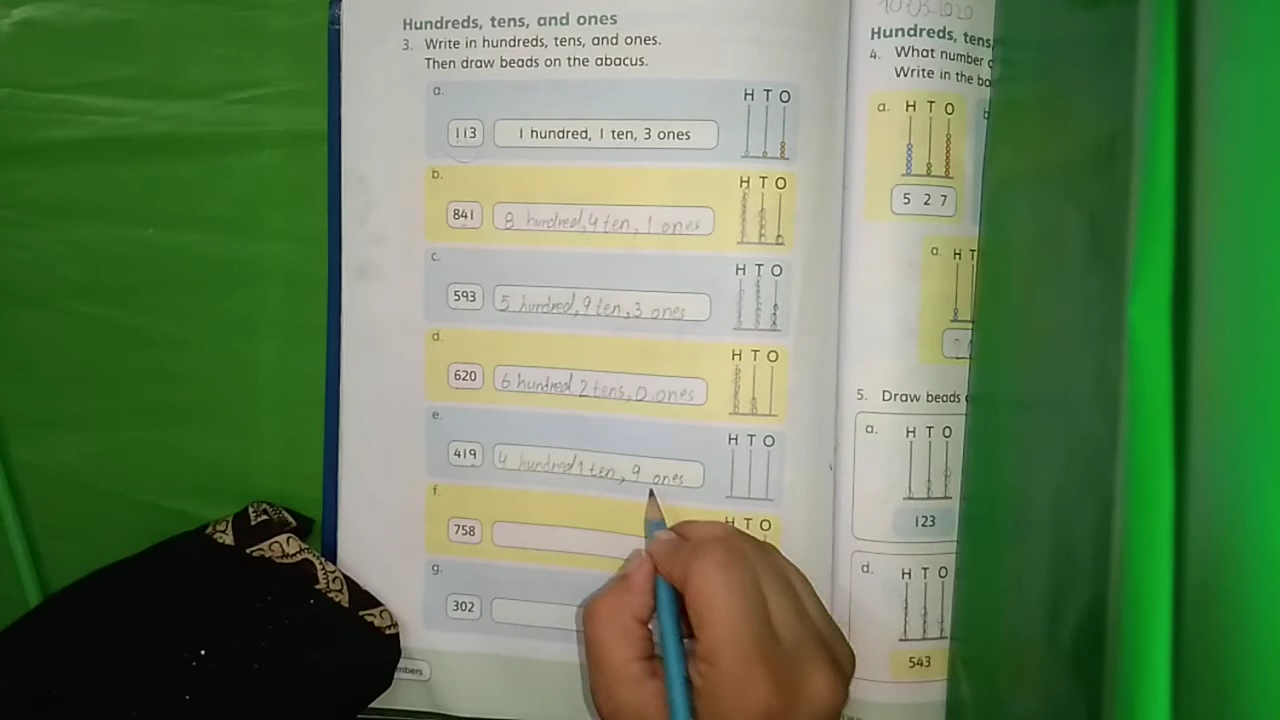 Hundreds, tens, and ones
3. Write in hundreds, tens, and ones.
Then draw beads on the abacus.
a.
H T O
113
1 hundred, 1 ten, 3 ones
b.
H T O
841
8 hundred, 4 ten, 1 ones
c.
H T O
593
5 hundred, 9 ten, 3 ones
d.
H T O
620
6 hundred 2 tens, 0 ones
e.
H T O
419
4 hundred 1 ten, 9 ones
f.
H T O
758
g.
302
Hundreds, tens
4. What number
Write in the
a. H T O
b
5 2 7
a. H T
5. Draw beads
a. H T O
123
d. H T O
543